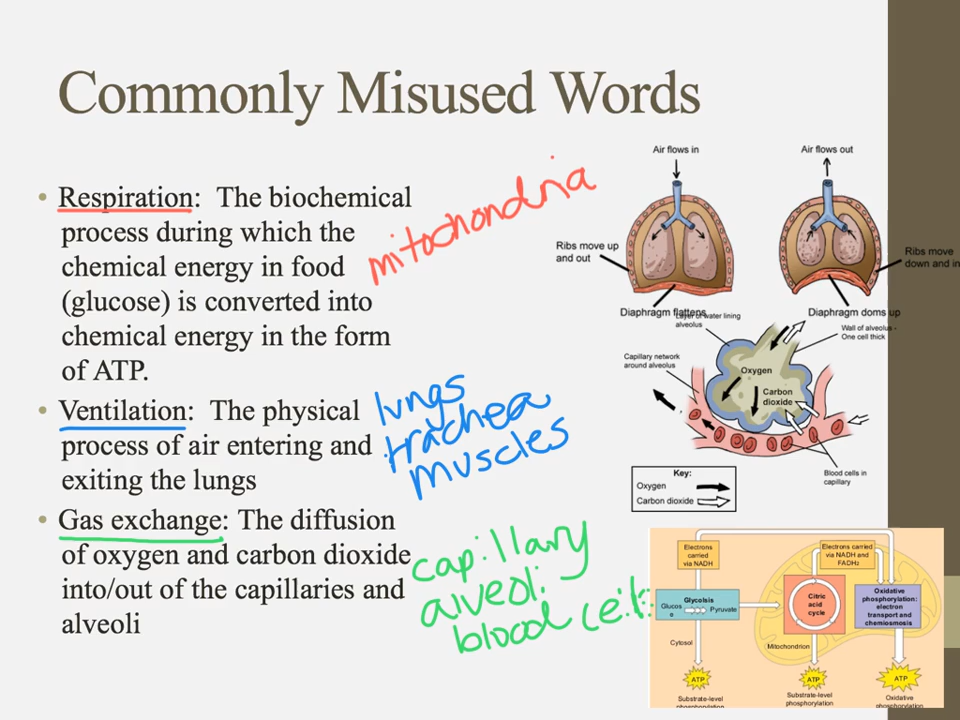 Commonly Misused Words
• Respiration: The biochemical
process during which the
chemical energy in food
(glucose) is converted into
chemical energy in the form
of ATP.
mitochondria
• Ventilation: The physical
process of air entering and
exiting the lungs
lungs
trachea
muscles
• Gas exchange: The diffusion
of oxygen and carbon dioxide
into/out of the capillaries and
alveoli
capillary
alveoli
blood
Air flows in
Air flows out
Ribs move up
and out
Ribs move
down and in
Diaphragm flattens
Diaphragm doms up
Layer of water lining
alveolus
Wall of alveolus -
One cell thick
Capillary network
around alveolus
Oxygen
Carbon
dioxide
Blood cells in
capillary
Key:
Oxygen
Carbon dioxide
Electrons
carried
via NADH
Electrons carried
via NADH and
FADH2
Glycolsis
Glucos
e
Pyruvate
Citric
acid
cycle
Oxidative
phosphorylation:
electron
transport and
chemiosmosis
Cytosol
Mitochondrion
ATP
ATP
ATP
Substrate-level
phosphorylation
Substrate-level
phosphorylation
Oxidative
phosphorylation